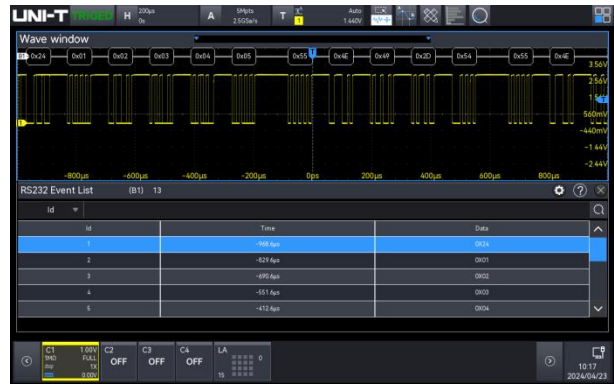 UNI-T TRIGED H 200μs 0s A 5Mpts 2.5GSa/s T 1 Auto 1.440V
Wave window
B1 0x24 0x01 0x02 0x03 0x04 0x05 0x55 T 0x4E 0x49 0x2D 0x54 0x55 0x4E
3.56V
2.56V
560mV
-440mV
-1.44V
-2.44V
-800μs -600μs -400μs -200μs 0ps 200μs 400μs 600μs 800μs
RS232 Event List (B1) 13
Id
Id Time Data
1 -968.6μs 0X24
2 -829.6μs 0X01
3 -690.6μs 0X02
4 -551.6μs 0X03
5 -412.6μs 0X04
C1 1.00V C2 OFF C3 OFF C4 OFF LA 0
FULL
1X
0.00V 15
10:17
2024/04/23